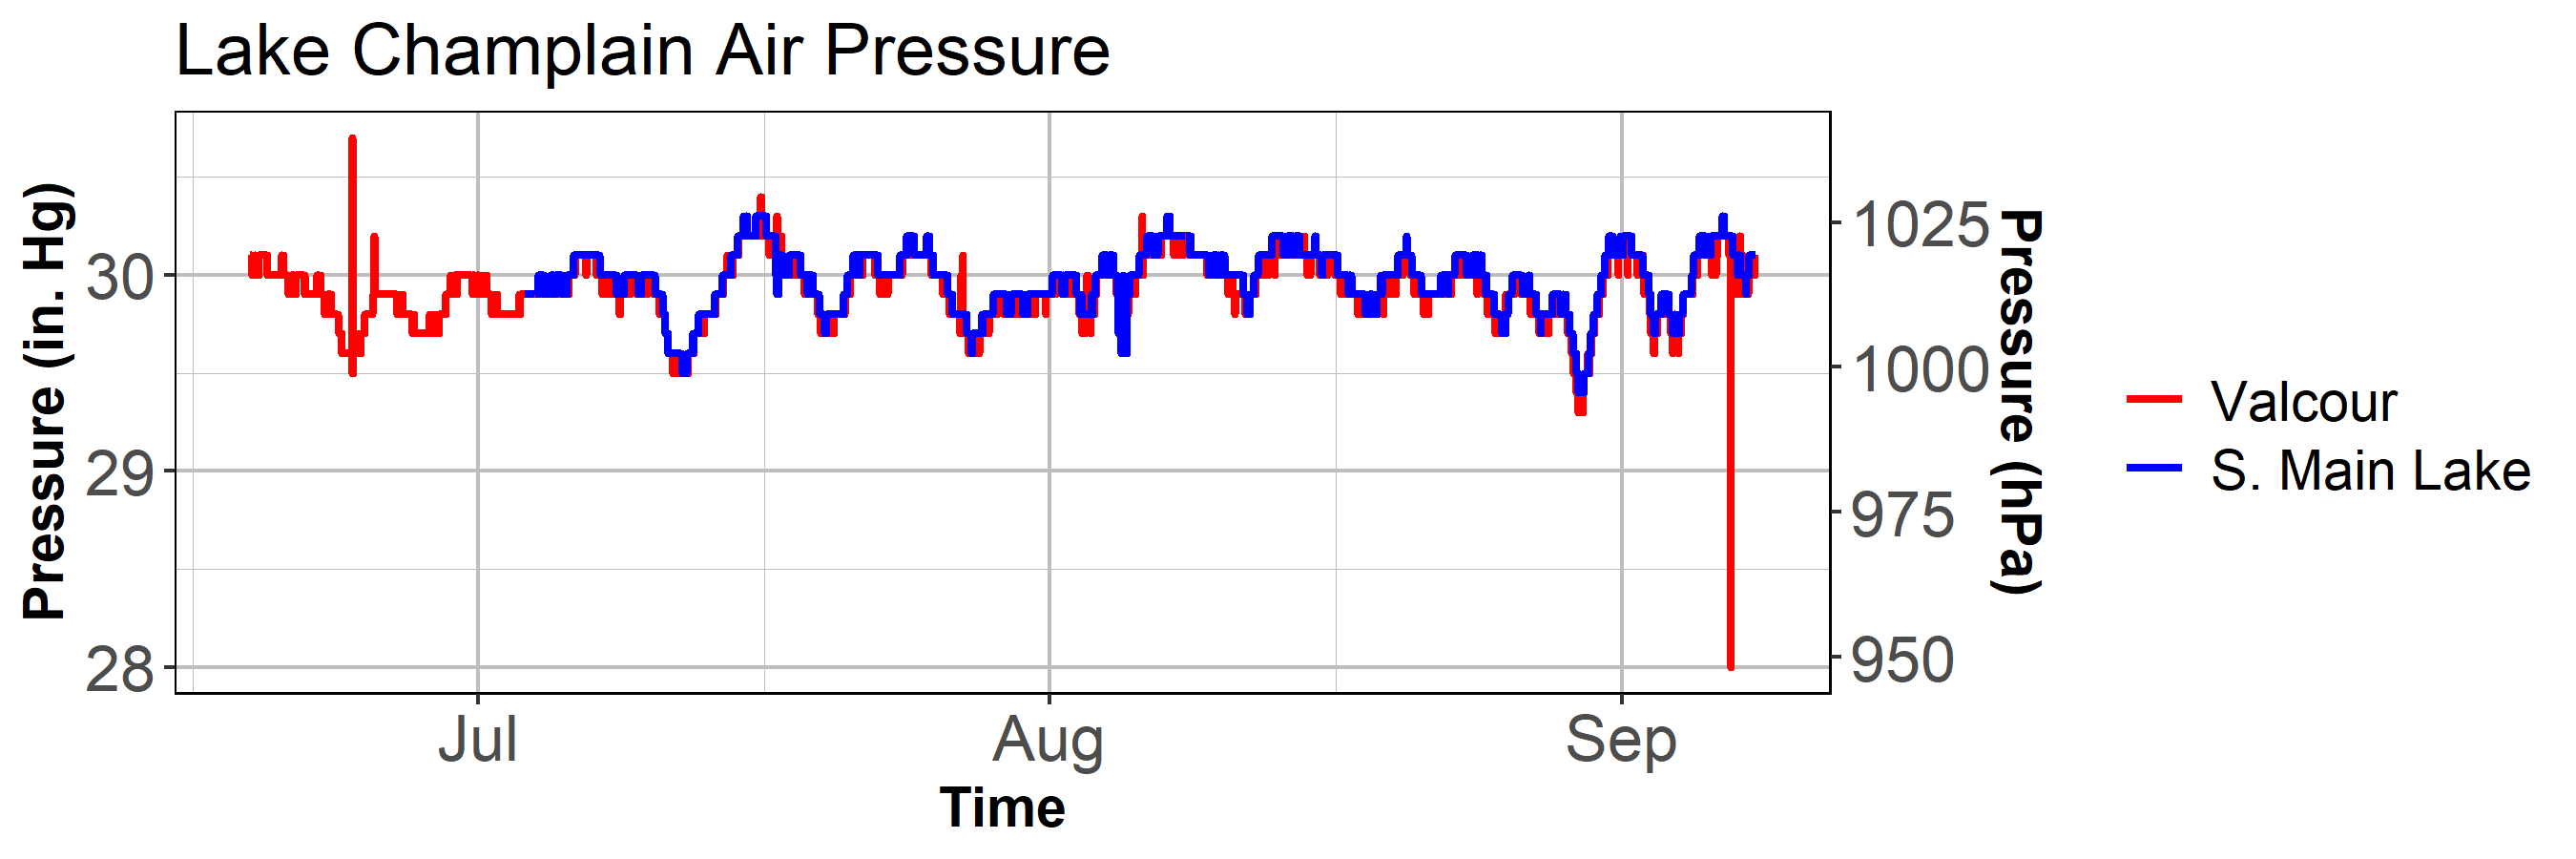 Lake Champlain Air Pressure
Pressure (in. Hg)
30
29
28
1025
1000
975
950
Pressure (hPa)
Jul
Aug
Sep
Time
Valcour
S. Main Lake